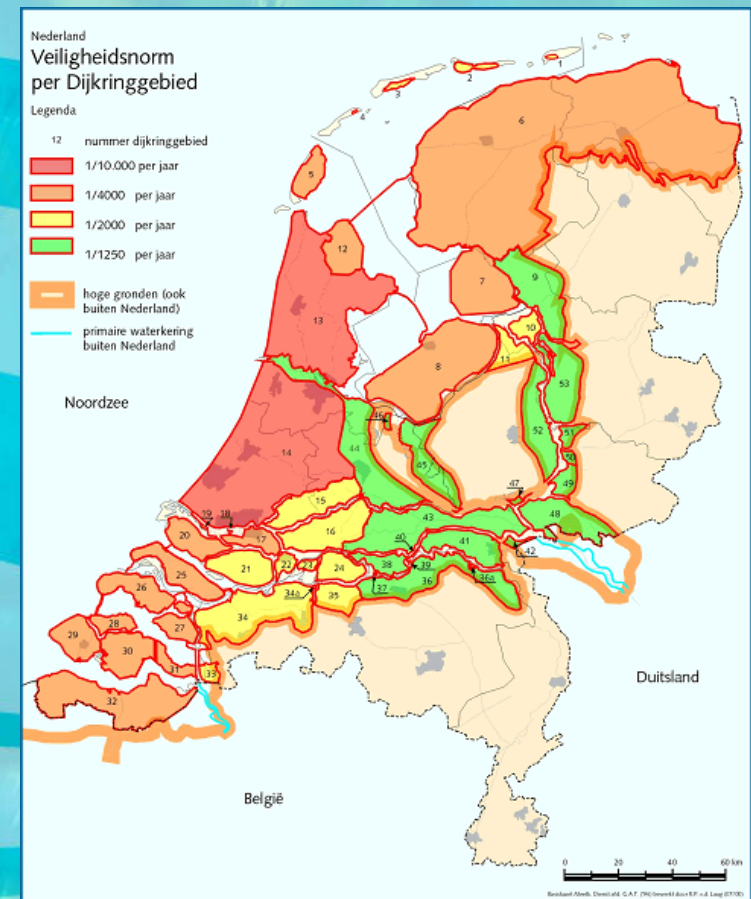 Nederland
Veiligheidsnorm
per Dijkringgebied
Legenda
12 nummer dijkringgebied
1/10.000 per jaar
1/4000 per jaar
1/2000 per jaar
1/1250 per jaar
hoge gronden (ook
buiten Nederland)
primaire waterkering
buiten Nederland
Noordzee
Duitsland
België
1
2
3
4
5
6
12
7
9
13
10
11
8
53
46
52
51
50
14
44
45
49
47
15
48
19
18
43
16
20
17
40
41
42
21
22
23
24
38
39
25
36
36a
37
26
34a
35
34
28
27
29
30
31
33
32
0 20 40 60 km